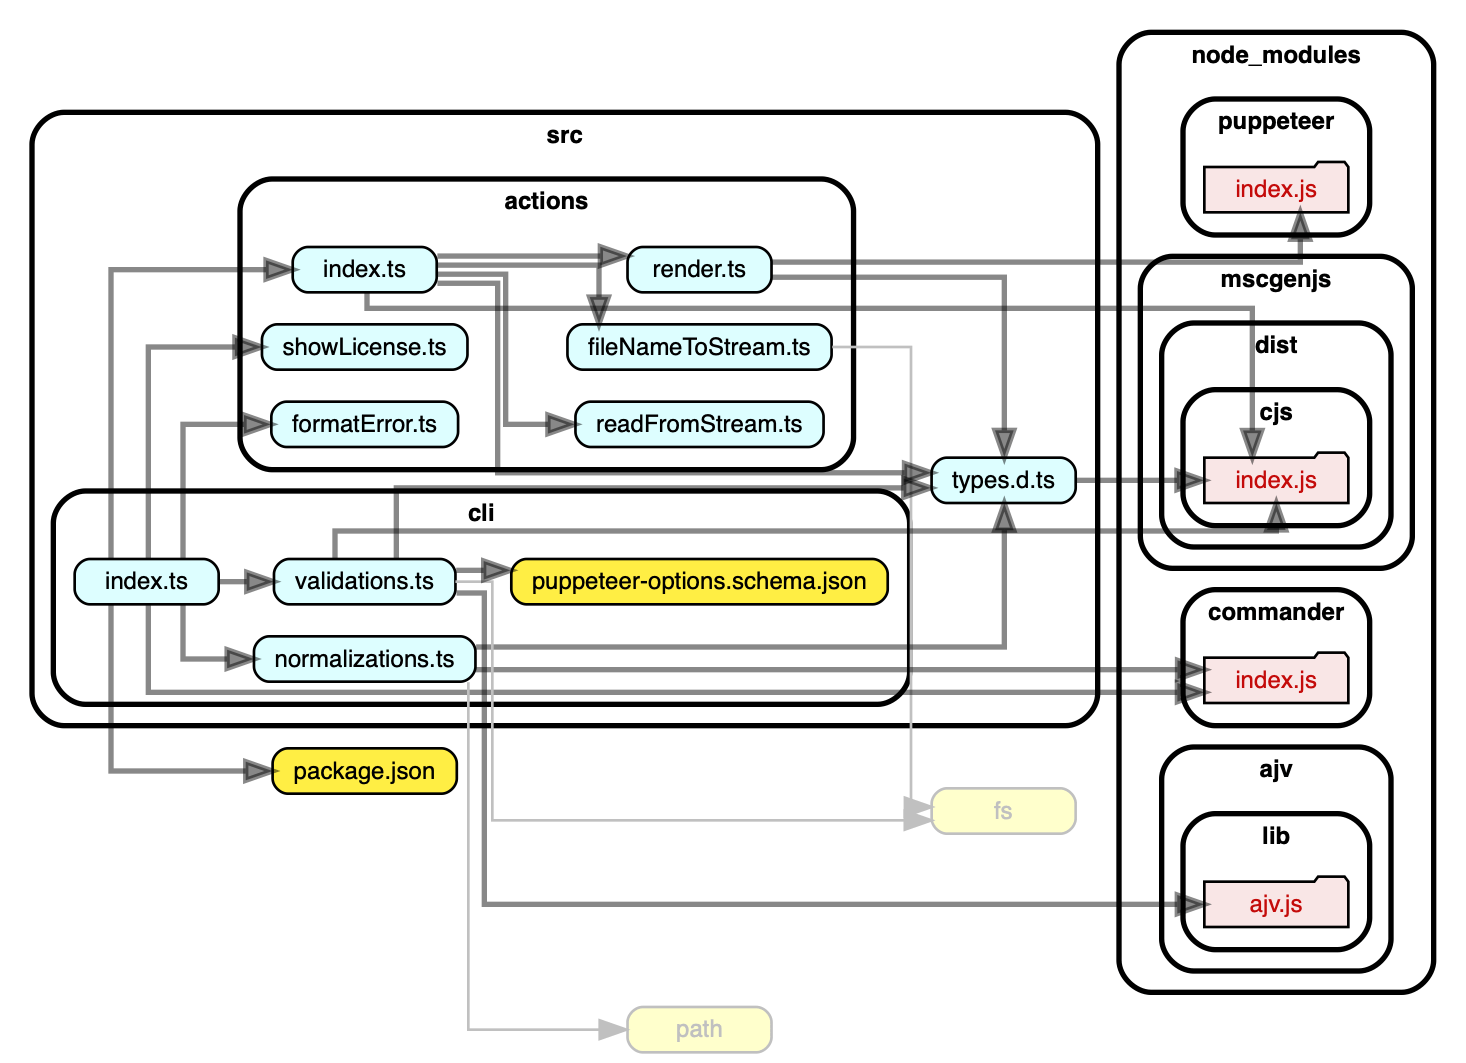 node_modules
puppeteer
index.js
src
actions
index.ts
render.ts
mscgenjs
showLicense.ts
fileNameToStream.ts
dist
formatError.ts
readFromStream.ts
cjs
types.d.ts
index.js
cli
index.ts
validations.ts
puppeteer-options.schema.json
commander
normalizations.ts
index.js
package.json
ajv
fs
lib
ajv.js
path